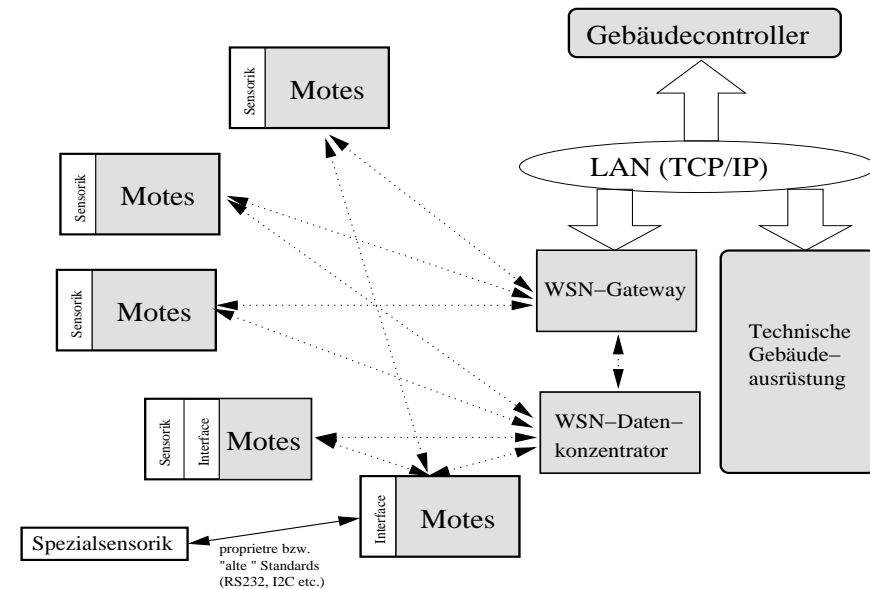 Gebäudecontroller
Sensorik
Motes
LAN (TCP/IP)
Sensorik
Motes
Sensorik
Motes
WSN–Gateway
Technische
Gebäude–
ausrüstung
Sensorik
Interface
Motes
WSN–Daten–
konzentrator
Interface
Motes
Spezialsensorik
proprietre bzw.
"alte " Standards
(RS232, I2C etc.)